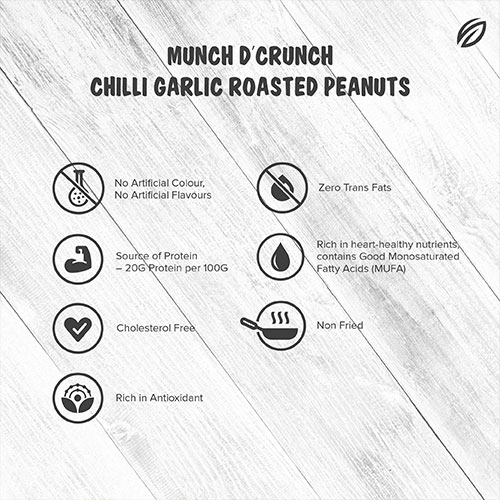 MUNCH D'CRUNCH
CHILLI GARLIC ROASTED PEANUTS
No Artificial Colour,
No Artificial Flavours
Zero Trans Fats
Source of Protein
– 20G Protein per 100G
Rich in heart-healthy nutrients,
contains Good Monosaturated
Fatty Acids (MUFA)
Cholesterol Free
Non Fried
Rich in Antioxidant